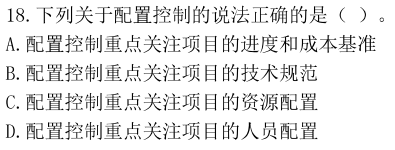 18.下列关于配置控制的说法正确的是（ ）。
A.配置控制重点关注项目的进度和成本基准
B.配置控制重点关注项目的技术规范
C.配置控制重点关注项目的资源配置
D.配置控制重点关注项目的人员配置